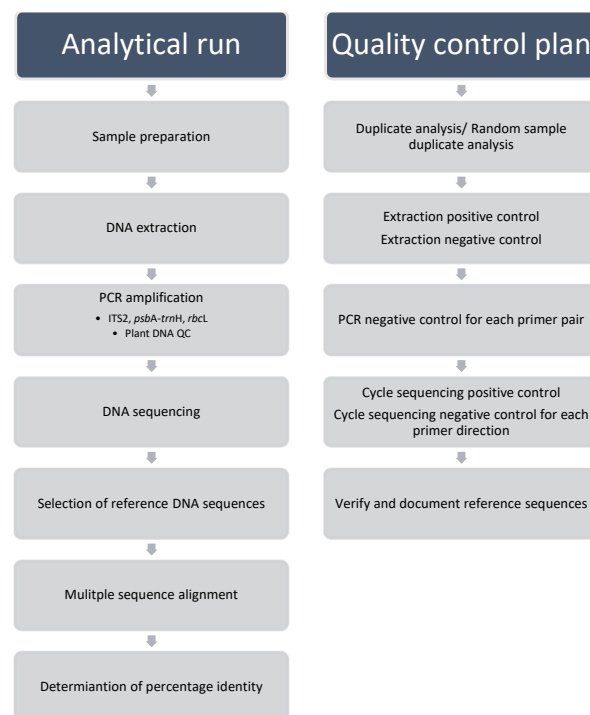 Analytical run
Sample preparation
DNA extraction
PCR amplification
• ITS2, psbA-trnH, rbcL
• Plant DNA QC
DNA sequencing
Selection of reference DNA sequences
Mulitple sequence alignment
Determiantion of percentage identity
Quality control plan
Duplicate analysis/ Random sample
duplicate analysis
Extraction positive control
Extraction negative control
PCR negative control for each primer pair
Cycle sequencing positive control
Cycle sequencing negative control for each
primer direction
Verify and document reference sequences